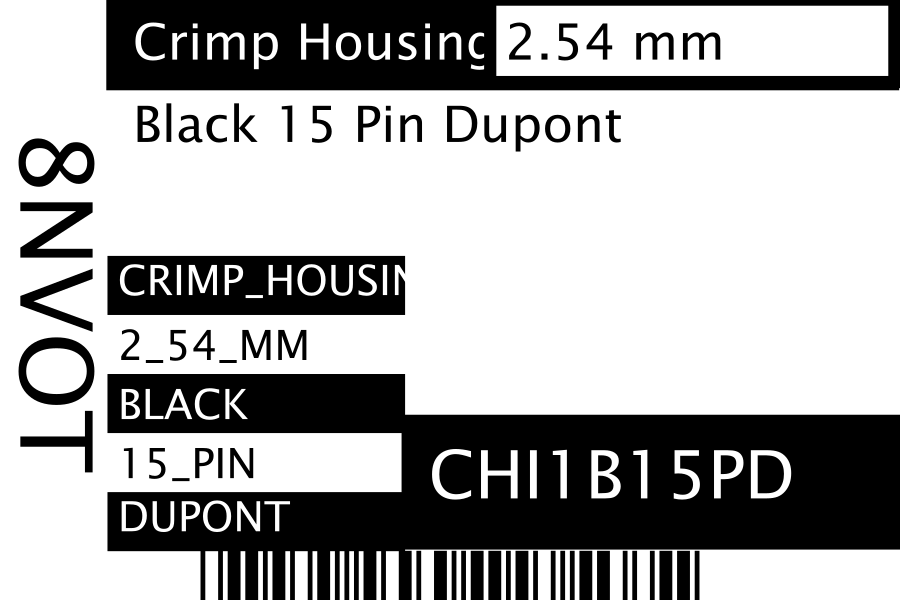 Crimp Housing 2.54 mm
Black 15 Pin Dupont
8NVOT
CRIMP_HOUSIN
2_54_MM
BLACK
15_PIN
DUPONT
CHI1B15PD